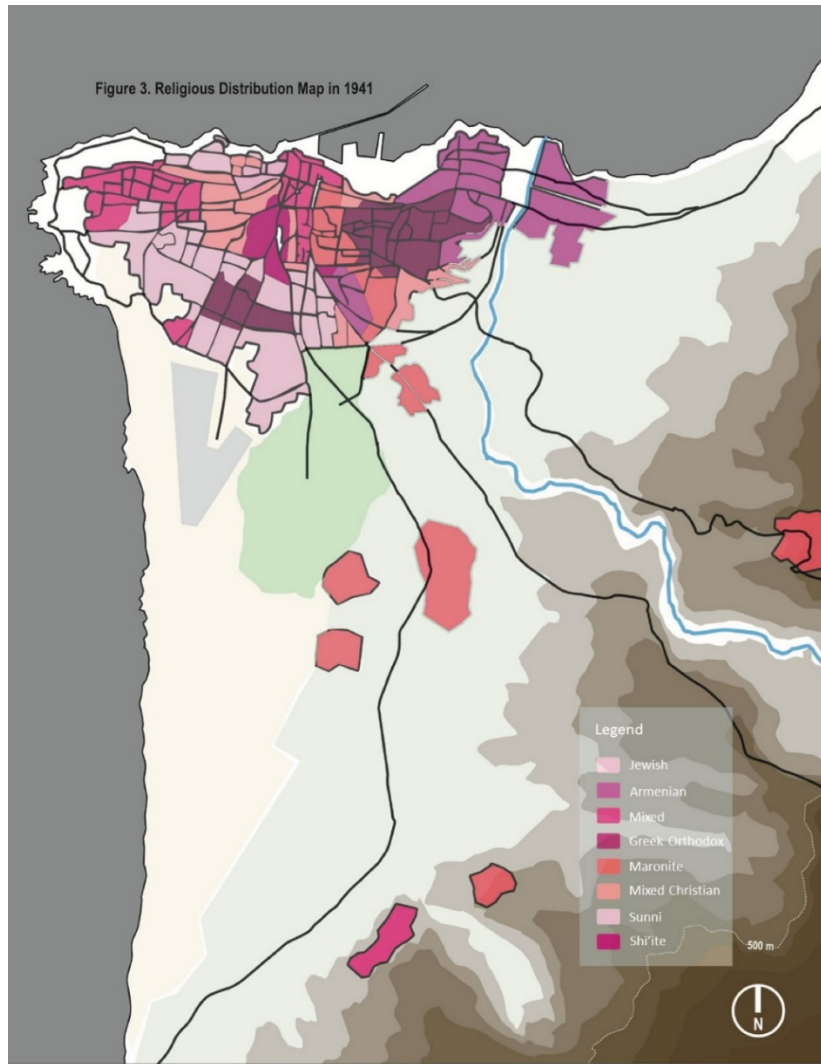 Figure 3. Religious Distribution Map in 1941
Legend
Jewish
Armenian
Mixed
Greek Orthodox
Maronite
Mixed Christian
Sunni
Shi'ite
500 m
N